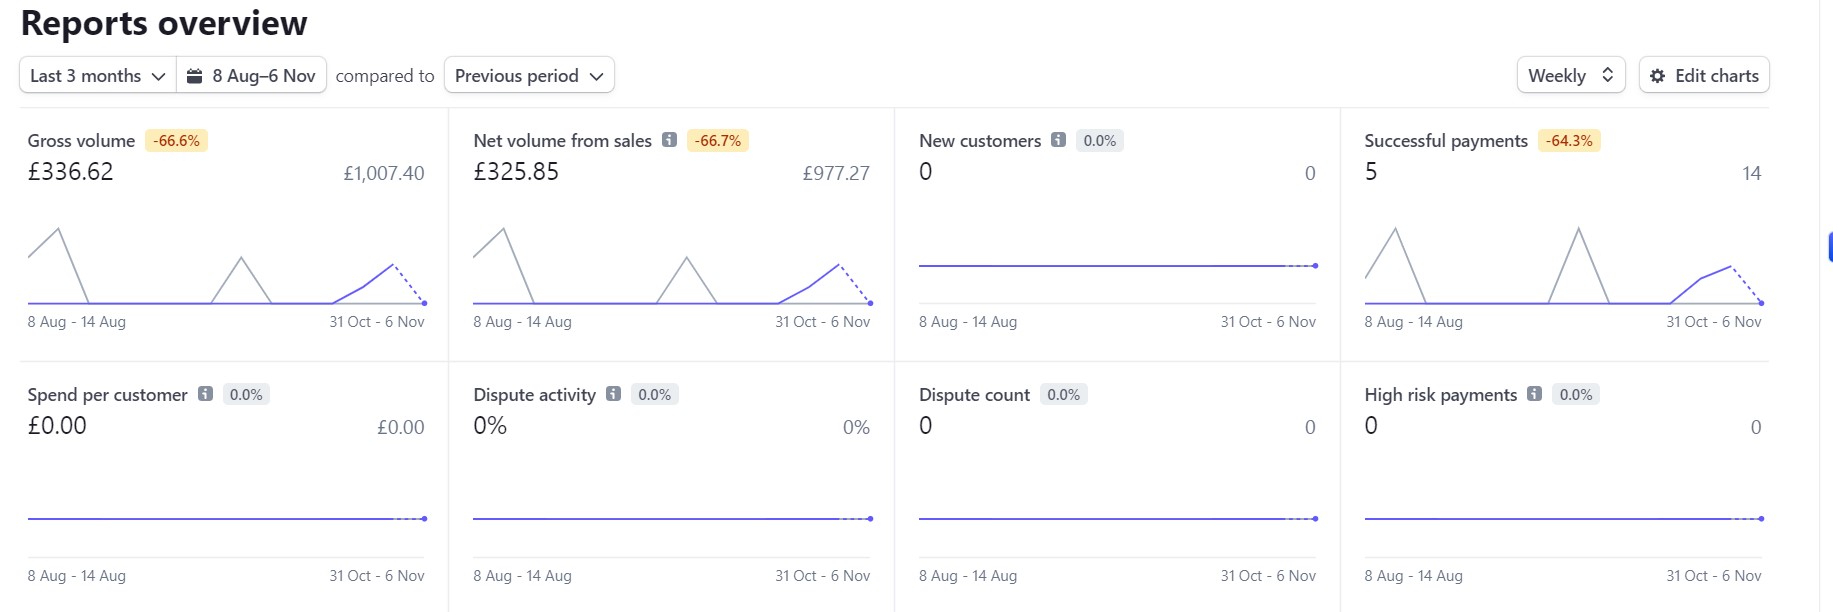 Reports overview
Last 3 months 8 Aug–6 Nov compared to Previous period Weekly Edit charts
Gross volume -66.6%
£336.62 £1,007.40
8 Aug - 14 Aug 31 Oct - 6 Nov
Net volume from sales -66.7%
£325.85 £977.27
8 Aug - 14 Aug 31 Oct - 6 Nov
New customers 0.0%
0 0
8 Aug - 14 Aug 31 Oct - 6 Nov
Successful payments -64.3%
5 14
8 Aug - 14 Aug 31 Oct - 6 Nov
Spend per customer 0.0%
£0.00 £0.00
8 Aug - 14 Aug 31 Oct - 6 Nov
Dispute activity 0.0%
0% 0%
8 Aug - 14 Aug 31 Oct - 6 Nov
Dispute count 0.0%
0 0
8 Aug - 14 Aug 31 Oct - 6 Nov
High risk payments 0.0%
0 0
8 Aug - 14 Aug 31 Oct - 6 Nov